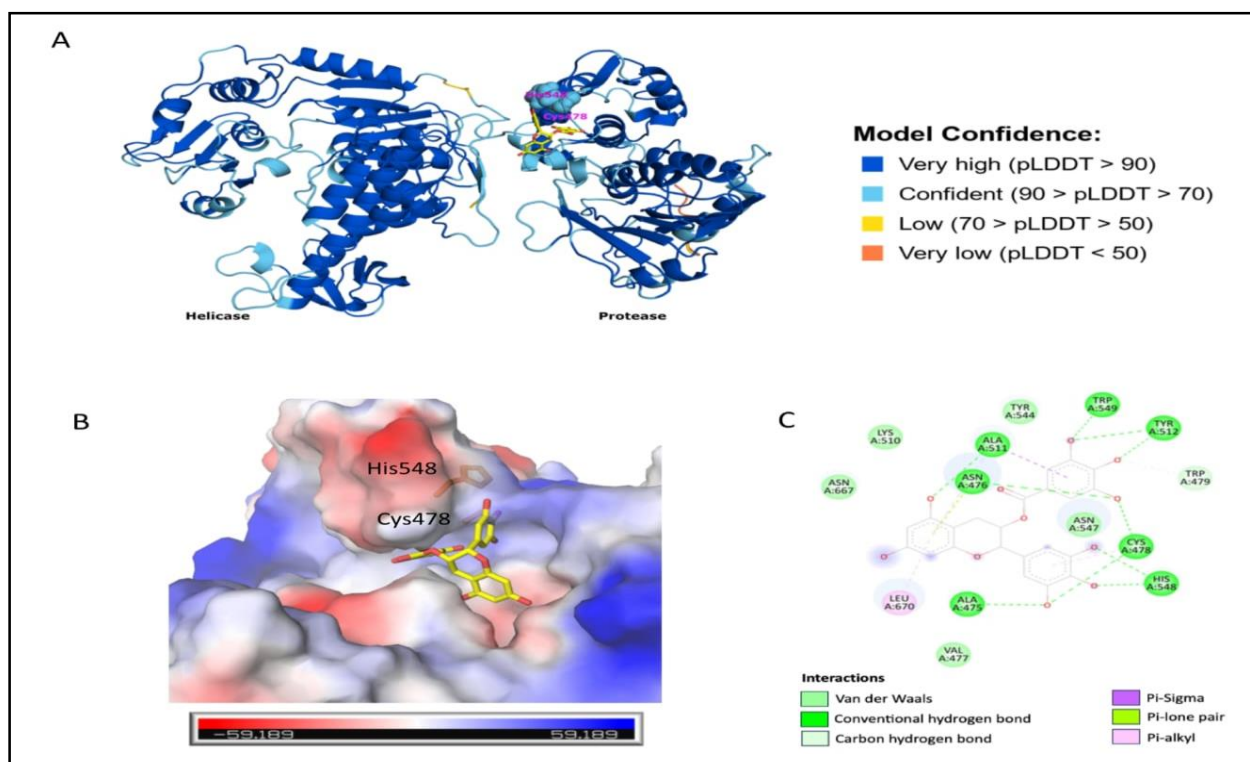 A
His548
Cys478
Helicase
Protease
Model Confidence:
Very high (pLDDT > 90)
Confident (90 > pLDDT > 70)
Low (70 > pLDDT > 50)
Very low (pLDDT < 50)
B
His548
Cys478
−59.189 59.189
C
TYR
A:544
TRP
A:549
LYS
A:510
ALA
A:511
TYR
A:512
ASN
A:667
ASN
A:476
TRP
A:479
ASN
A:547
CYS
A:478
LEU
A:670
ALA
A:475
HIS
A:548
VAL
A:477
Interactions
Van der Waals
Conventional hydrogen bond
Carbon hydrogen bond
Pi-Sigma
Pi-lone pair
Pi-alkyl